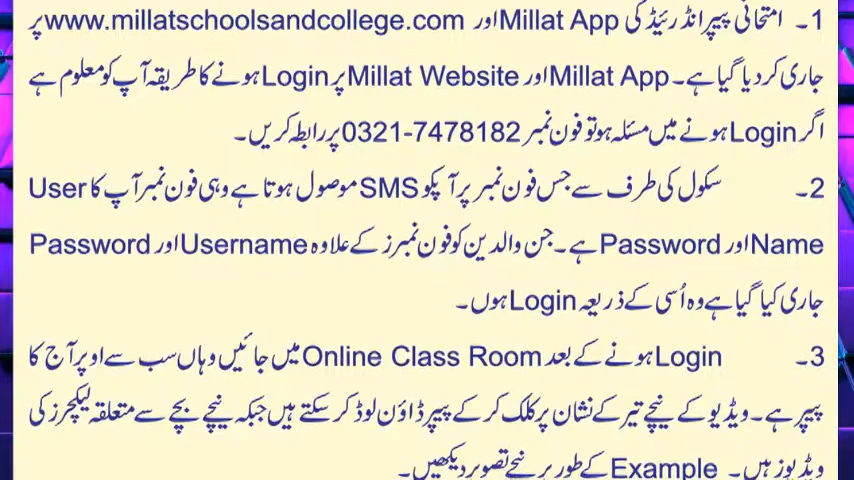 1۔ امتحانی پیپر انڈرئیڈ کی Millat App اور www.millatschoolsandcollege.com پر
جاری کر دیا گیا ہے۔ Millat App اور Millat Website پر Login ہونے کا طریقہ آپ کو معلوم ہے
اگر Login ہونے میں مسئلہ ہو تو فون نمبر 0321-7478182 پر رابطہ کریں۔
2۔ سکول کی طرف سے جس فون نمبر پر آپکو SMS موصول ہوتا ہے وہی فون نمبر آپ کا User
Name اور Password ہے۔ جن والدین کو فون نمبرز کے علاوہ Username اور Password
جاری کیا گیا ہے وہ اُسی کے ذریعہ Login ہوں۔
3۔ Login ہونے کے بعد Online Class Room میں جائیں وہاں سب سے اوپر آج کا
پیپر ہے۔ ویڈیو کے نیچے تیر کے نشان پر کلک کر کے پیپر ڈاؤن لوڈ کر سکتے ہیں جبکہ نیچے بچے سے متعلقہ لیکچرز کی
ویڈیوز ہیں۔ Example کے طور پر نیچے تصویر دیکھیں۔